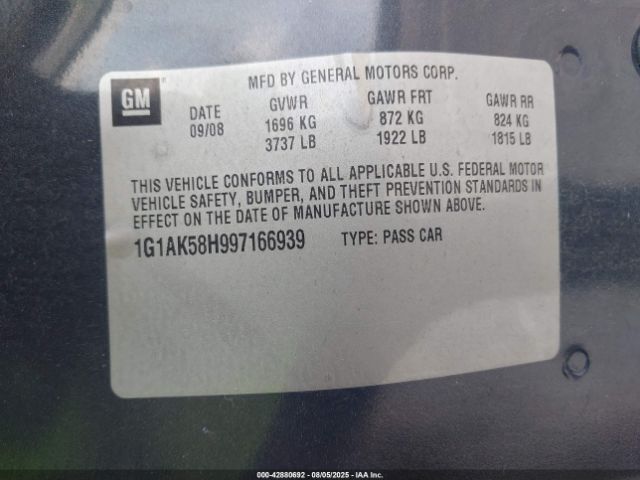 MFD BY GENERAL MOTORS CORP.
GM
DATE GVWR GAWR FRT GAWR RR
09/08 1696 KG 872 KG 824 KG
3737 LB 1922 LB 1815 LB
THIS VEHICLE CONFORMS TO ALL APPLICABLE U.S. FEDERAL MOTOR
VEHICLE SAFETY, BUMPER, AND THEFT PREVENTION STANDARDS IN
EFFECT ON THE DATE OF MANUFACTURE SHOWN ABOVE.
1G1AK58H997166939 TYPE: PASS CAR
000-42880692 - 08/05/2025 - IAAI.COM